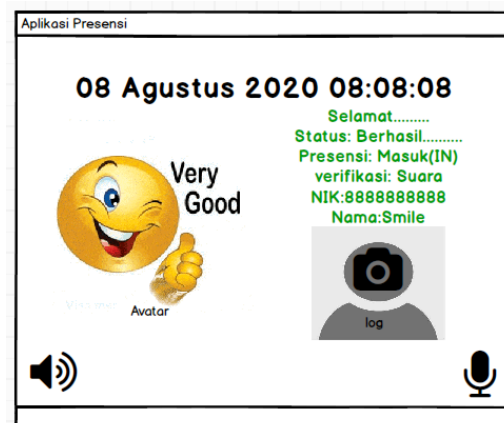 Aplikasi Presensi
08 Agustus 2020 08:08:08
Selamat.........
Status: Berhasil..........
Presensi: Masuk(IN)
verifikasi: Suara
NIK:8888888888
Nama:Smile
Very
Good
Avatar
log